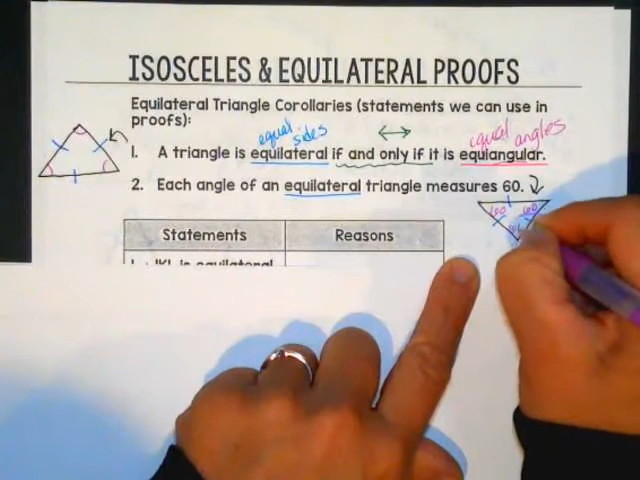 ISOSCELES & EQUILATERAL PROOFS
Equilateral Triangle Corollaries (statements we can use in
proofs):
equal sides
equal angles
1. A triangle is equilateral if and only if it is equiangular.
2. Each angle of an equilateral triangle measures 60.
60 60
Statements Reasons